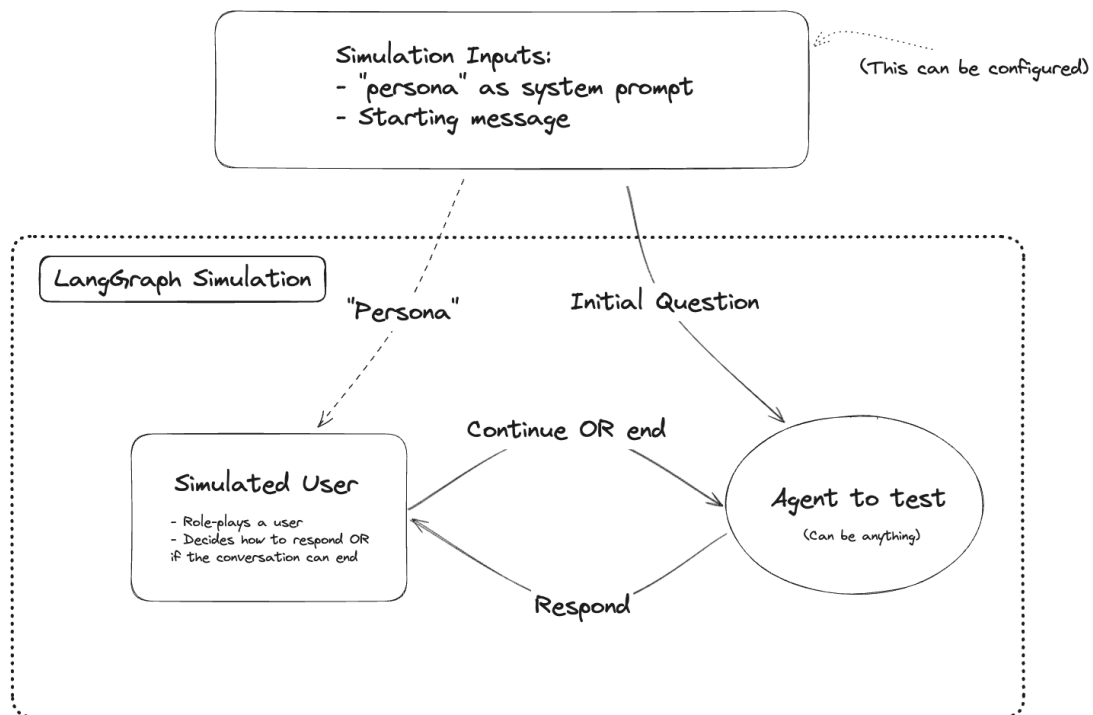 Simulation Inputs:
- "persona" as system prompt
- Starting message
(This can be configured)
LangGraph Simulation
"Persona"
Initial Question
Continue OR end
Simulated User
- Role-plays a user
- Decides how to respond OR
if the conversation can end
Agent to test
(Can be anything)
Respond